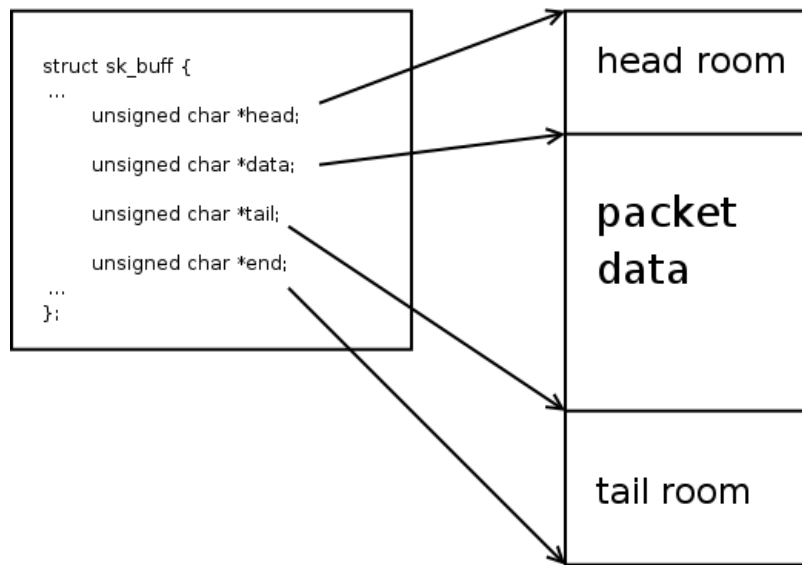 struct sk_buff {
...
unsigned char *head;
unsigned char *data;
unsigned char *tail;
unsigned char *end;
...
};
head room
packet
data
tail room